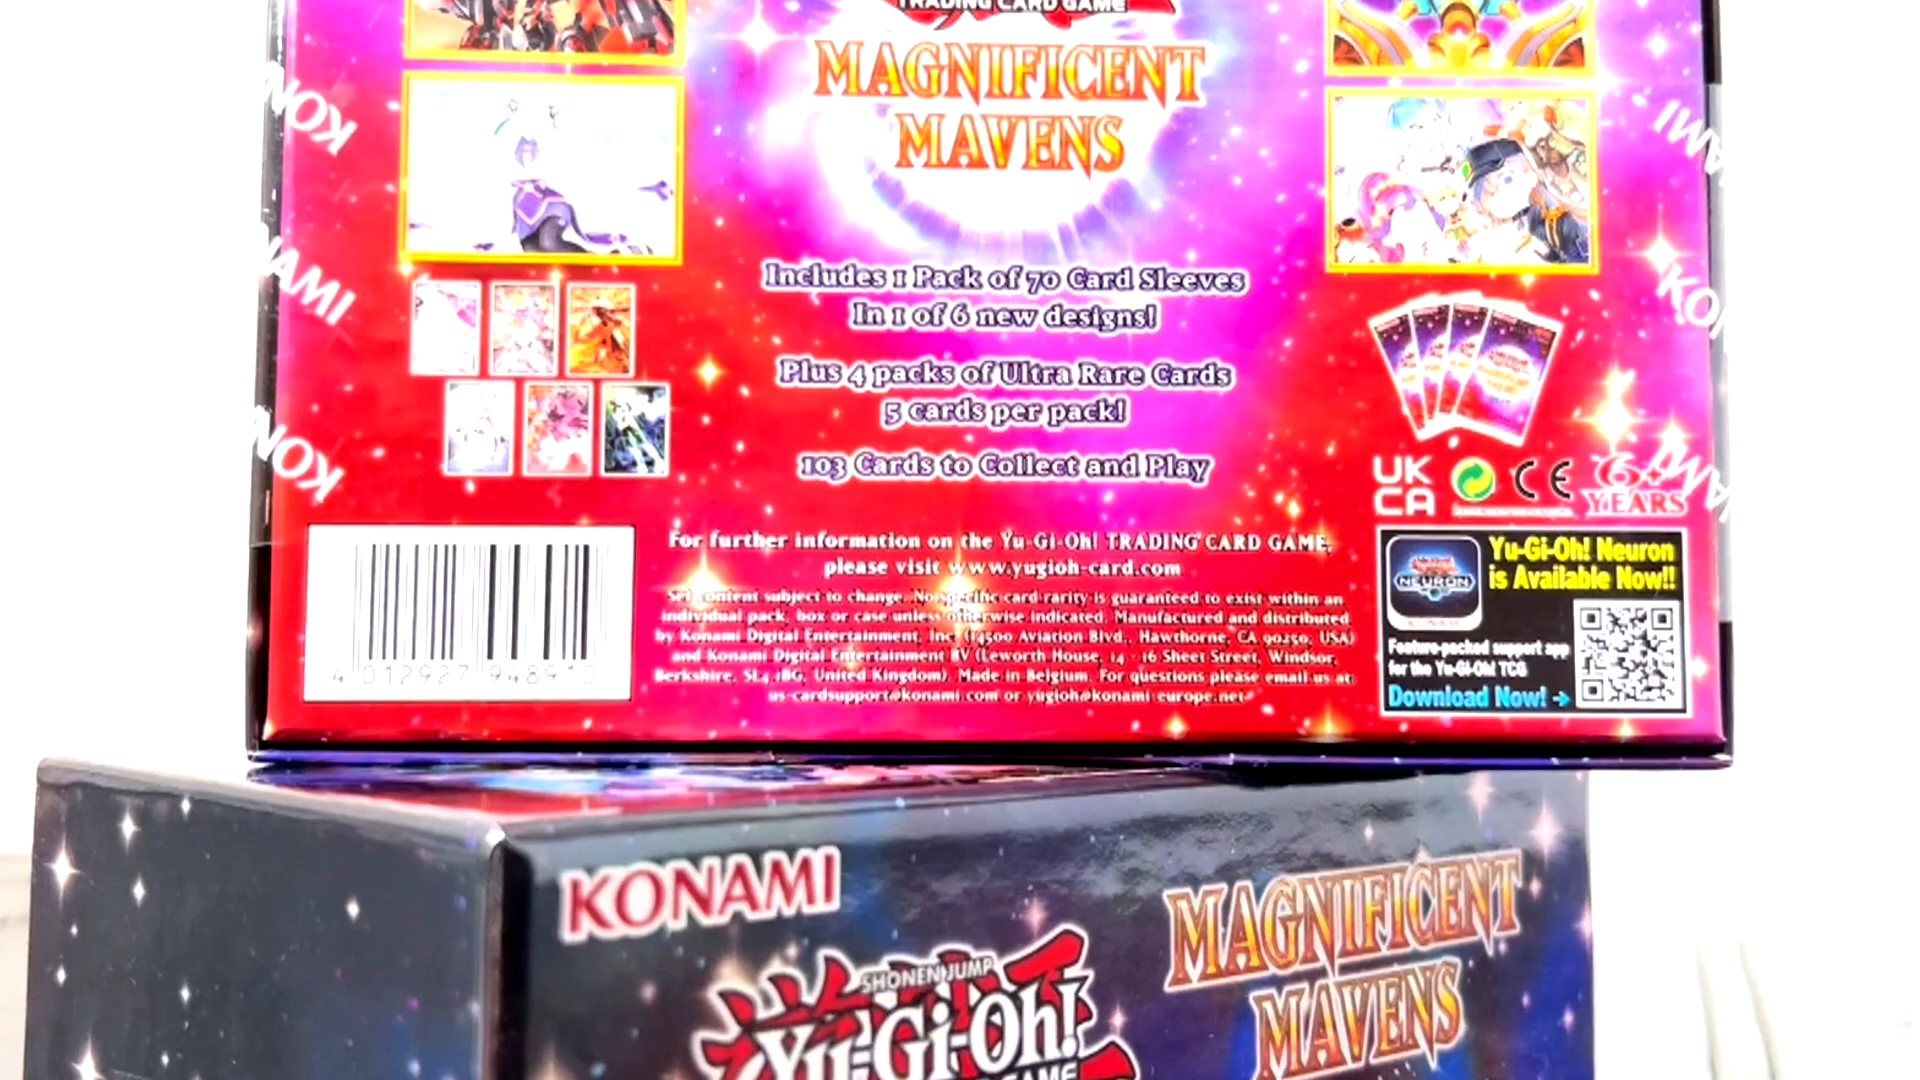 TRADING CARD GAME
MAGNIFICENT
MAVENS
Includes 1 Pack of 70 Card Sleeves
In 1 of 6 new designs!
Plus 4 packs of Ultra Rare Cards
5 cards per pack!
103 Cards to Collect and Play
KONAMI
KONAMI
KONAMI
UK
CA
CE
6+
YEARS
For further information on the Yu-Gi-Oh! TRADING CARD GAME,
please visit www.yugioh-card.com
Set content subject to change. No specific card rarity is guaranteed to exist within an
individual pack, box or case unless otherwise indicated. Manufactured and distributed
by Konami Digital Entertainment, Inc. (14500 Aviation Blvd., Hawthorne, CA 90250, USA)
and Konami Digital Entertainment BV (Leworth House, 14 - 16 Sheet Street, Windsor,
Berkshire, SL4 1BG, United Kingdom). Made in Belgium. For questions please email us at:
us-cardsupport@konami.com or yugioh@konami-europe.net
4 012927 948910
NEURON
KONAMI
Yu-Gi-Oh! Neuron
is Available Now!!
Feature-packed support app
for the Yu-Gi-Oh! TCG
Download Now! →
KONAMI
SHONEN JUMP
Yu-Gi-Oh!
GAME
MAGNIFICENT
MAVENS